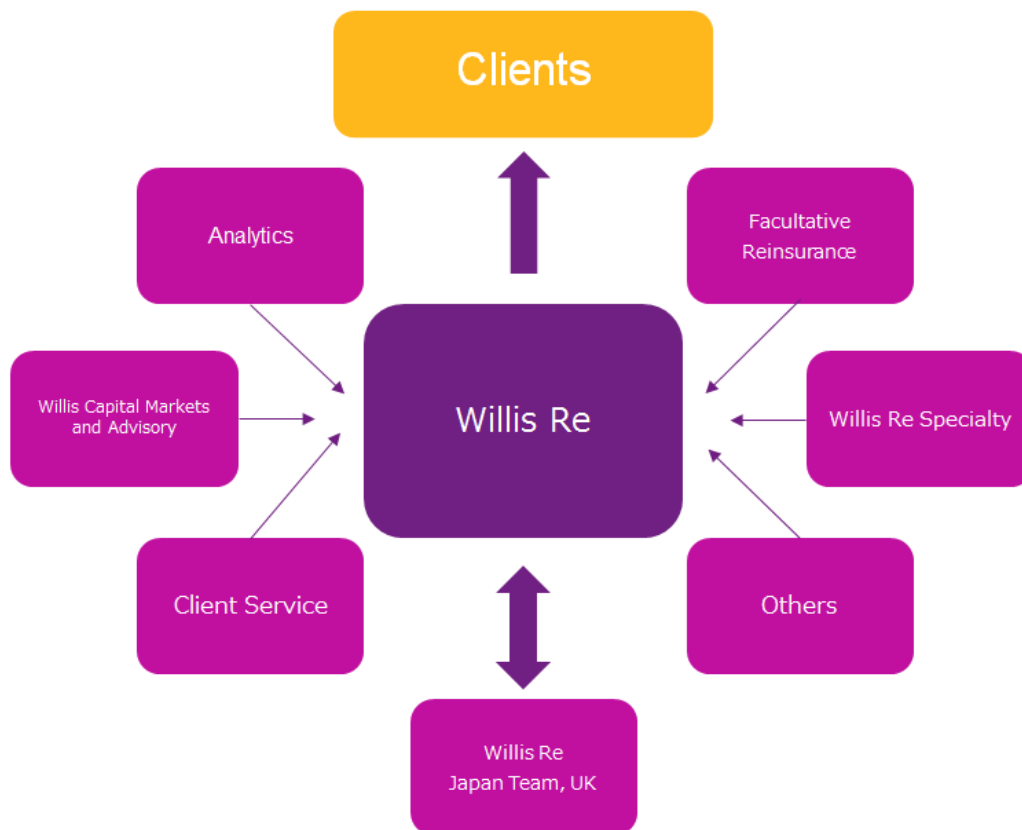 Clients
Analytics
Facultative
Reinsurance
Willis Capital Markets
and Advisory
Willis Re
Willis Re Specialty
Client Service
Others
Willis Re
Japan Team, UK